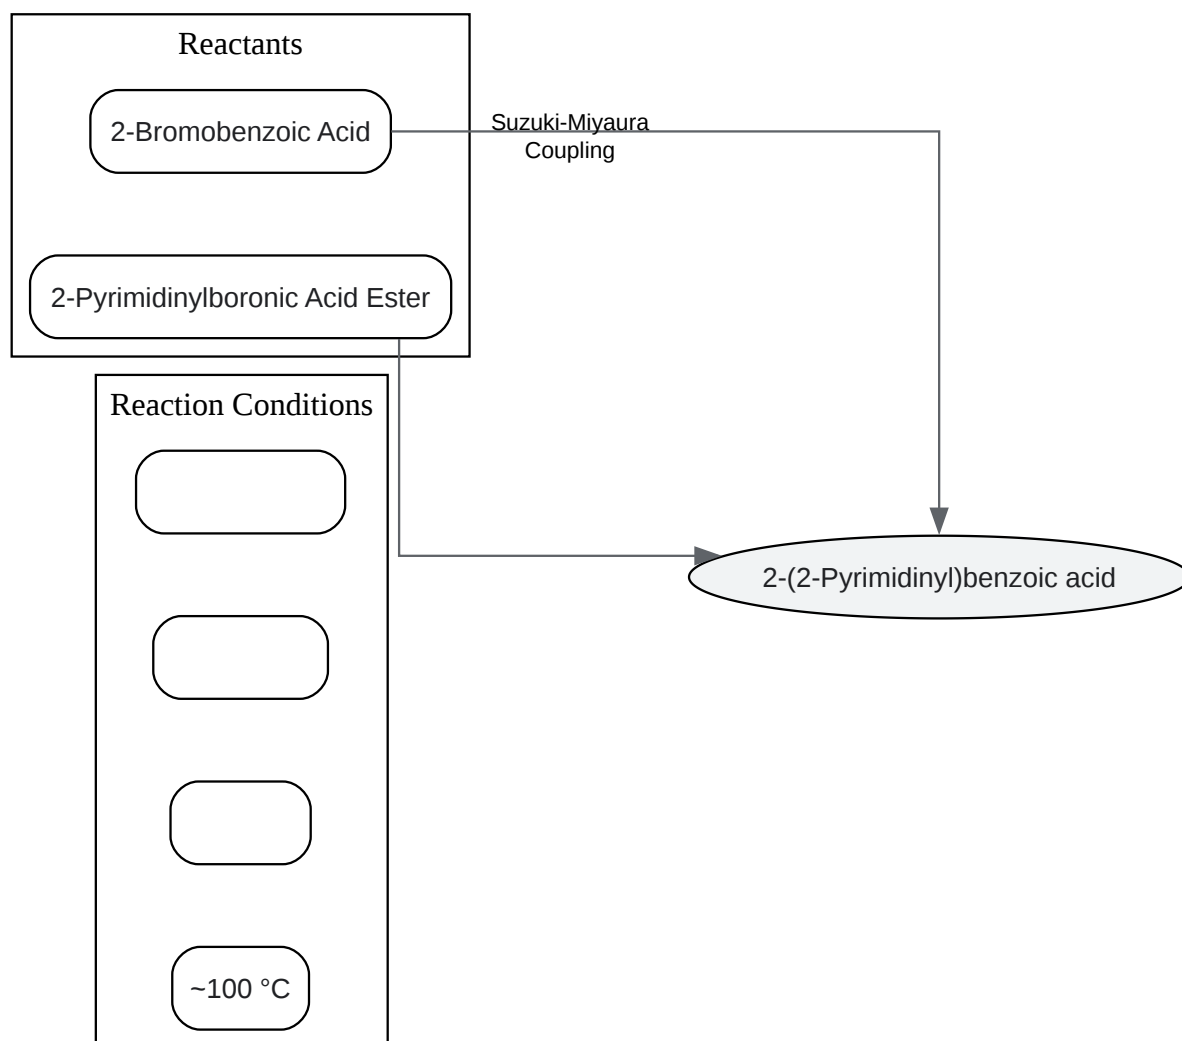 Reactants
2-Bromobenzoic Acid
Suzuki-Miyaura
Coupling
2-Pyrimidinylboronic Acid Ester
Reaction Conditions
2-(2-Pyrimidinyl)benzoic acid
~100 °C